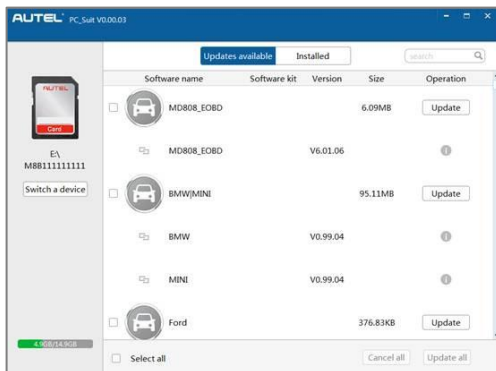 AUTEL PC_Suit V0.00.03
Updates available Installed
search
Software name Software kit Version Size Operation
AUTEL
Card
E:\
M8B111111111
Switch a device
MD808_EOBD 6.09MB Update
MD808_EOBD V6.01.06
BMW|MINI 95.11MB Update
BMW V0.99.04
MINI V0.99.04
Ford 376.83KB Update
4.9GB/14.9GB
Select all Cancel all Update all